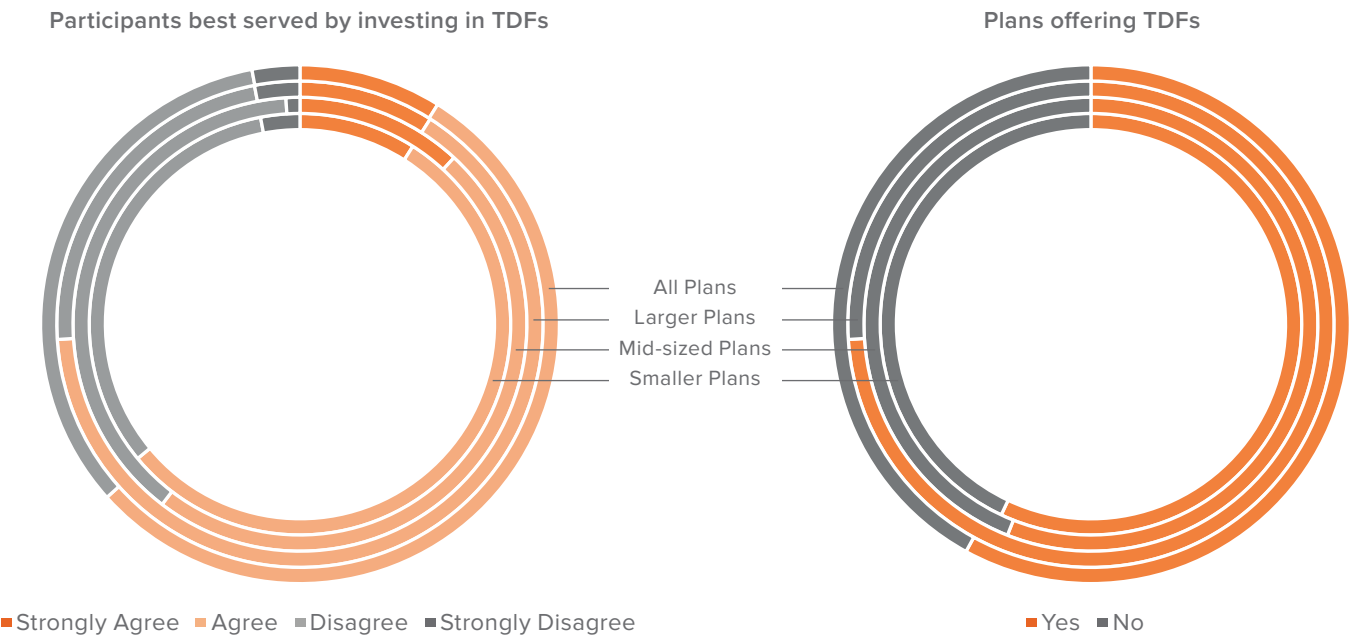 Participants best served by investing in TDFs
Plans offering TDFs
All Plans
Larger Plans
Mid-sized Plans
Smaller Plans
Strongly Agree Agree Disagree Strongly Disagree
Yes No